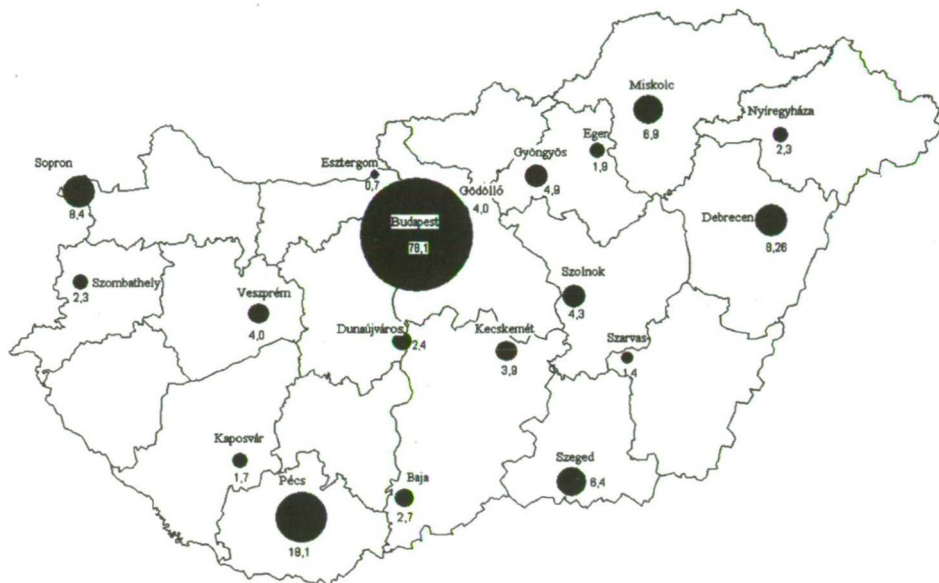 Miskolc
6,9
Nyíregyháza
2,3
Eger
1,9
Gyöngyös
4,9
Esztergom
0,7
Sopron
8,4
Gödöllő
4,0
Budapest
78,1
Debrecen
8,26
Szombathely
2,3
Veszprém
4,0
Szolnok
4,3
Dunaújváros
2,4
Kecskemét
3,9
Szarvas
1,4
Kaposvár
1,7
Pécs
18,1
Baja
2,7
Szeged
6,4